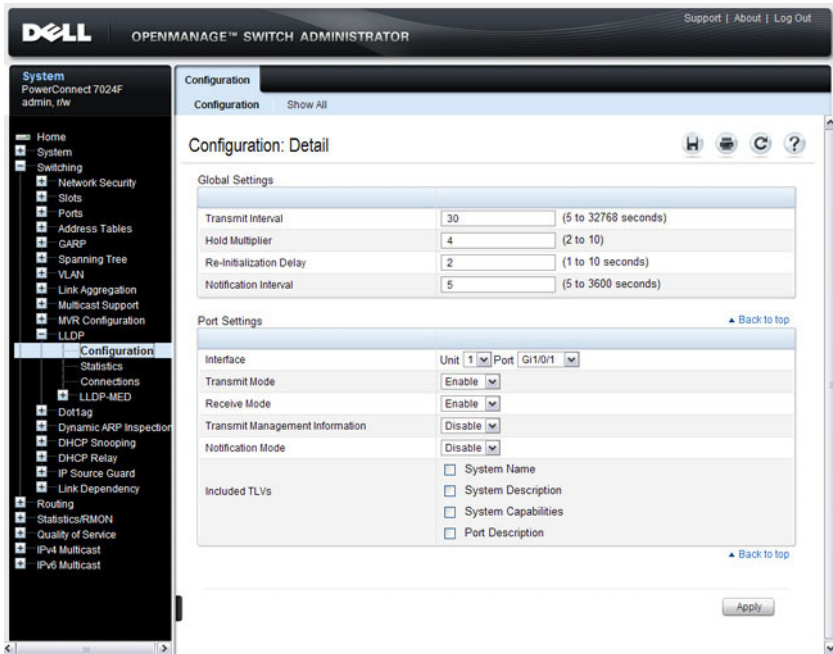 Support | About | Log Out
DELL
OPENMANAGE™ SWITCH ADMINISTRATOR
System
PowerConnect 7024F
admin, r/w
Home
System
Switching
Network Security
Slots
Ports
Address Tables
GARP
Spanning Tree
VLAN
Link Aggregation
Multicast Support
MVR Configuration
LLDP
Configuration
Statistics
Connections
LLDP-MED
Dot1ag
Dynamic ARP Inspection
DHCP Snooping
DHCP Relay
IP Source Guard
Link Dependency
Routing
Statistics/RMON
Quality of Service
IPv4 Multicast
IPv6 Multicast
Configuration
Configuration Show All
Configuration: Detail
Global Settings
Transmit Interval 30 (5 to 32768 seconds)
Hold Multiplier 4 (2 to 10)
Re-Initialization Delay 2 (1 to 10 seconds)
Notification Interval 5 (5 to 3600 seconds)
Port Settings ▲ Back to top
Interface Unit 1 Port Gi1/0/1
Transmit Mode Enable
Receive Mode Enable
Transmit Management Information Disable
Notification Mode Disable
Included TLVs
System Name
System Description
System Capabilities
Port Description
▲ Back to top
Apply